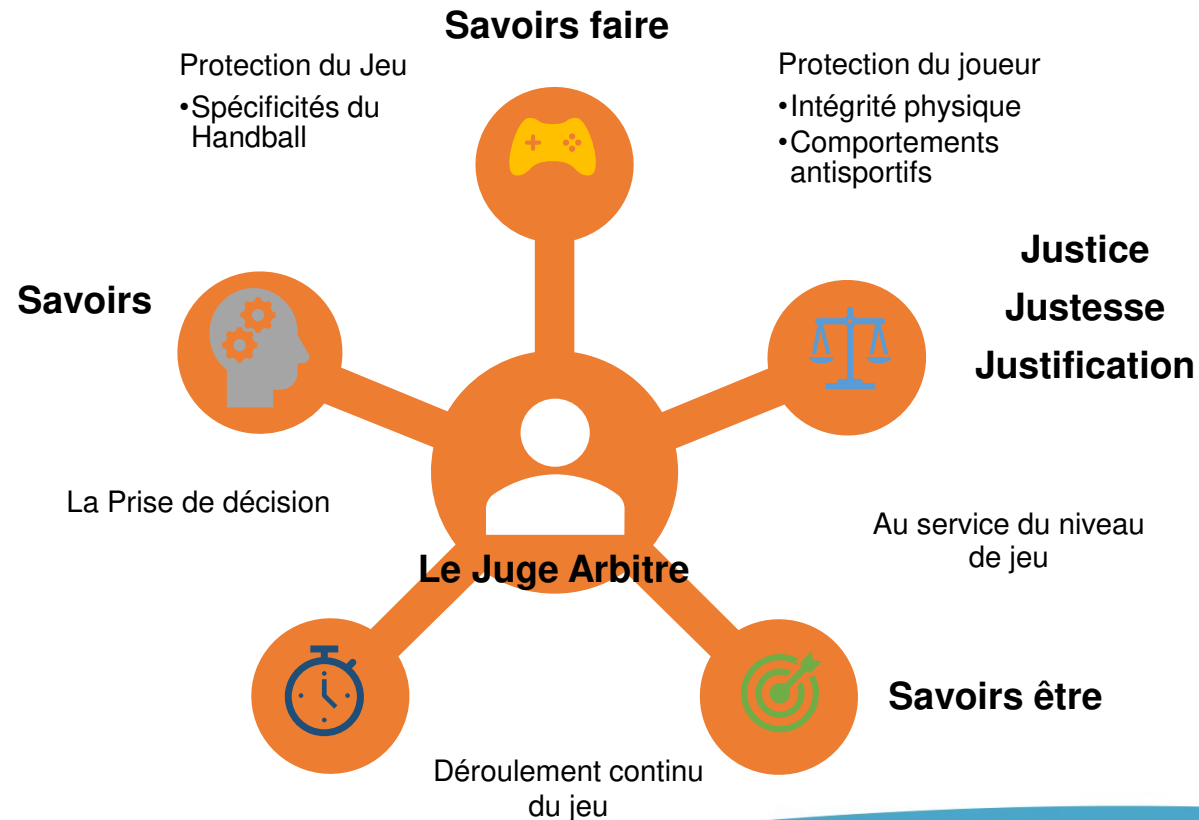 Savoirs faire
Protection du Jeu
•Spécificités du
Handball
Protection du joueur
•Intégrité physique
•Comportements
antisportifs
Justice
Justesse
Justification
Savoirs
La Prise de décision
Au service du niveau
de jeu
Le Juge Arbitre
Savoirs être
Déroulement continu
du jeu